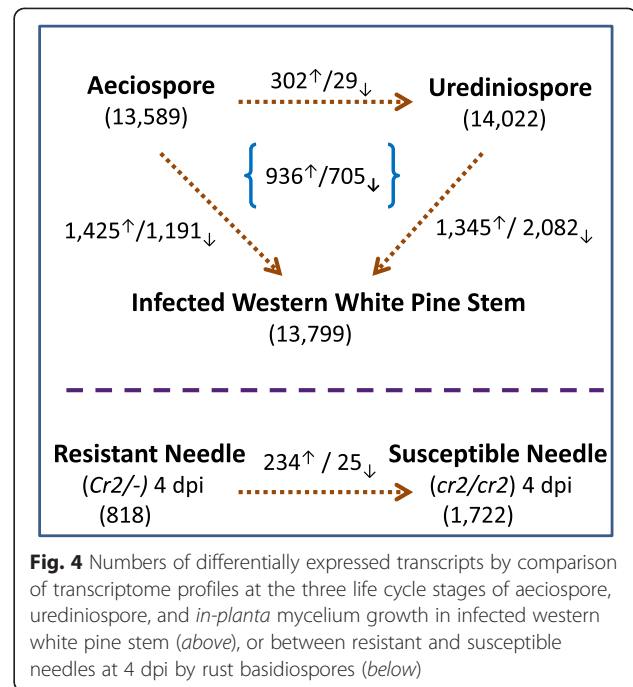 Aeciospore
(13,589)
302↑/29↓
Urediniospore
(14,022)
936↑/705↓
1,425↑/1,191↓
1,345↑/ 2,082↓
Infected Western White Pine Stem
(13,799)
Resistant Needle
(Cr2/-) 4 dpi
(818)
234↑ / 25↓
Susceptible Needle
(cr2/cr2) 4 dpi
(1,722)
Fig. 4 Numbers of differentially expressed transcripts by comparison
of transcriptome profiles at the three life cycle stages of aeciospore,
urediniospore, and in-planta mycelium growth in infected western
white pine stem (above), or between resistant and susceptible
needles at 4 dpi by rust basidiospores (below)